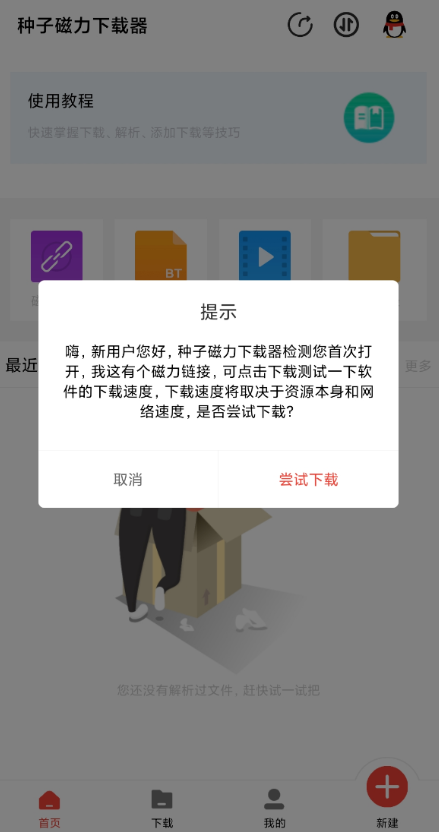 种子磁力下载器
使用教程
快速掌握下载、解析、添加下载等技巧
BT
提示
嗨，新用户您好，种子磁力下载器检测您首次打
开，我这有个磁力链接，可点击下载测试一下软
件的下载速度，下载速度将取决于资源本身和网
络速度，是否尝试下载？
最近
更多
取消
尝试下载
您还没有解析过文件，赶快试一试把
首页
下载
我的
新建